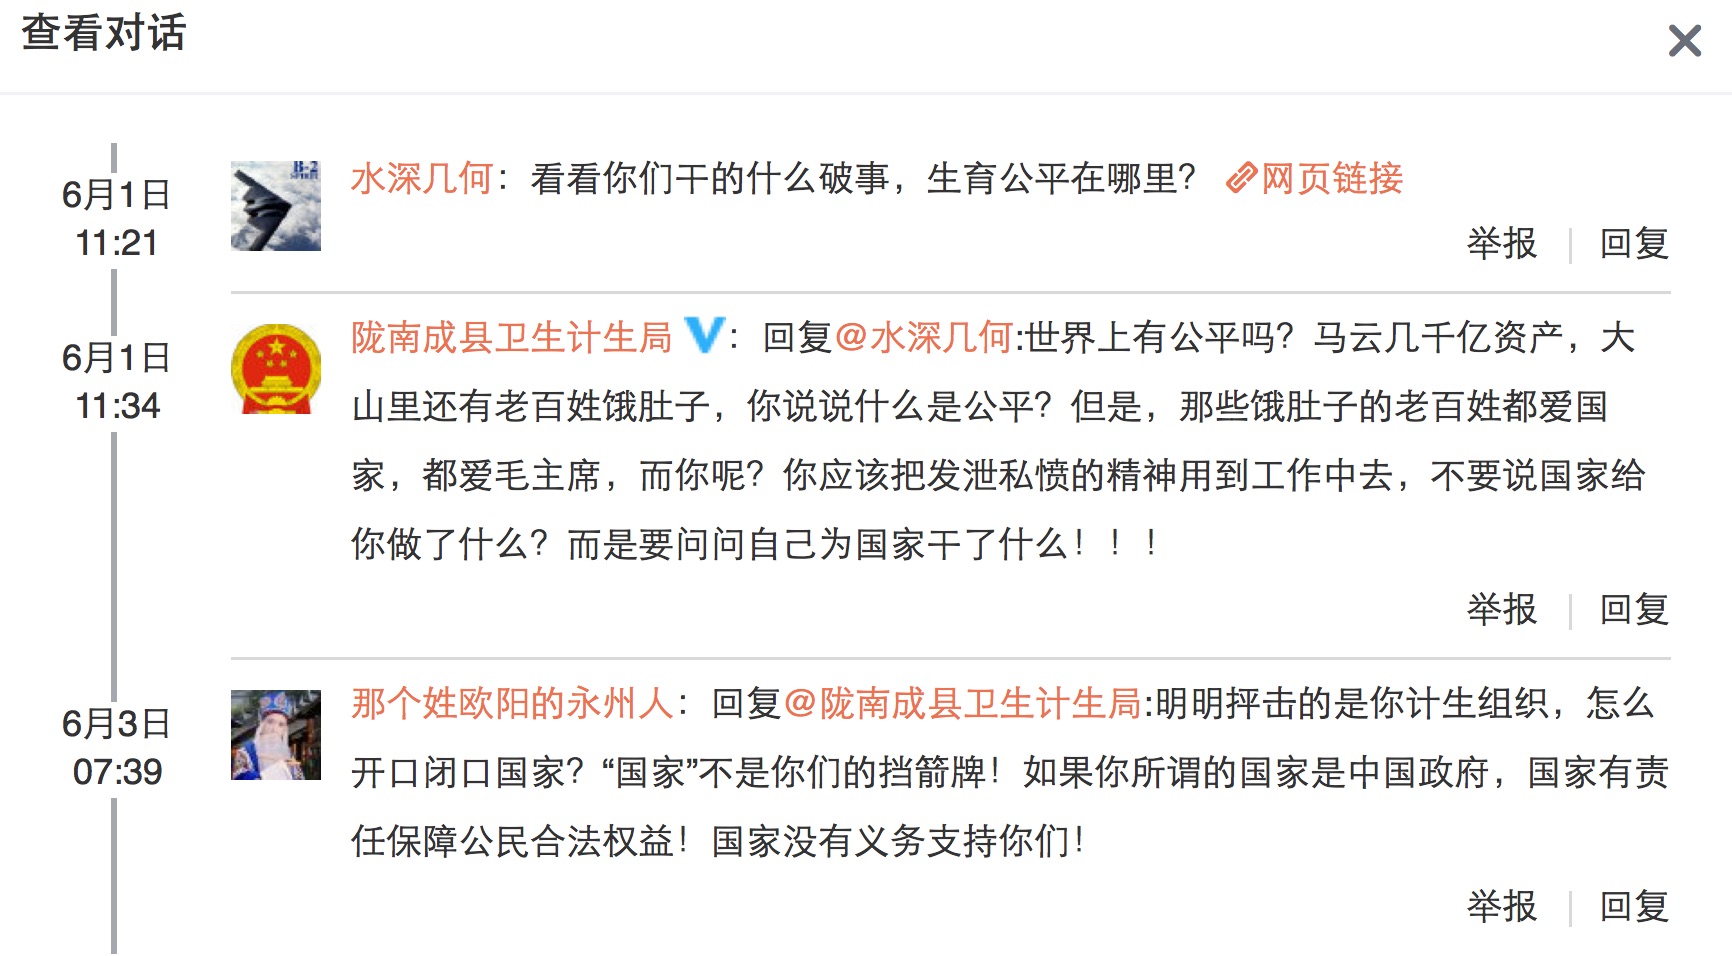 查看对话
6月1日
11:21
B-2
水深几何：看看你们干的什么破事，生育公平在哪里？ 网页链接
举报 | 回复
6月1日
11:34
陇南成县卫生计生局 V：回复@水深几何:世界上有公平吗？马云几千亿资产，大
山里还有老百姓饿肚子，你说说什么是公平？但是，那些饿肚子的老百姓都爱国
家，都爱毛主席，而你呢？你应该把发泄私愤的精神用到工作中去，不要说国家给
你做了什么？而是要问问自己为国家干了什么！！！
举报 | 回复
6月3日
07:39
那个姓欧阳的永州人：回复@陇南成县卫生计生局:明明抨击的是你计生组织，怎么
开口闭口国家？“国家”不是你们的挡箭牌！如果你所谓的国家是中国政府，国家有责
任保障公民合法权益！国家没有义务支持你们！
举报 | 回复